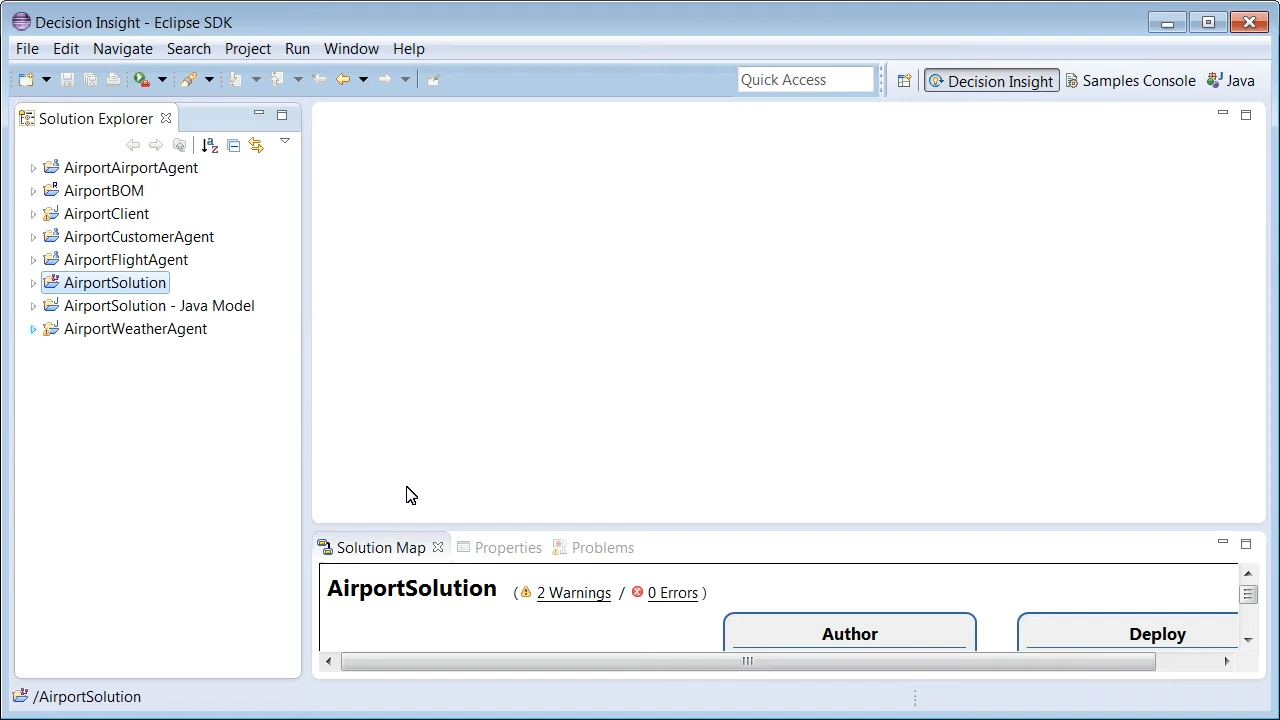 Decision Insight - Eclipse SDK
File Edit Navigate Search Project Run Window Help
Quick Access
Decision Insight Samples Console Java
Solution Explorer
AirportAirportAgent
AirportBOM
AirportClient
AirportCustomerAgent
AirportFlightAgent
AirportSolution
AirportSolution - Java Model
AirportWeatherAgent
Solution Map Properties Problems
AirportSolution ( 2 Warnings / 0 Errors )
Author Deploy
/AirportSolution